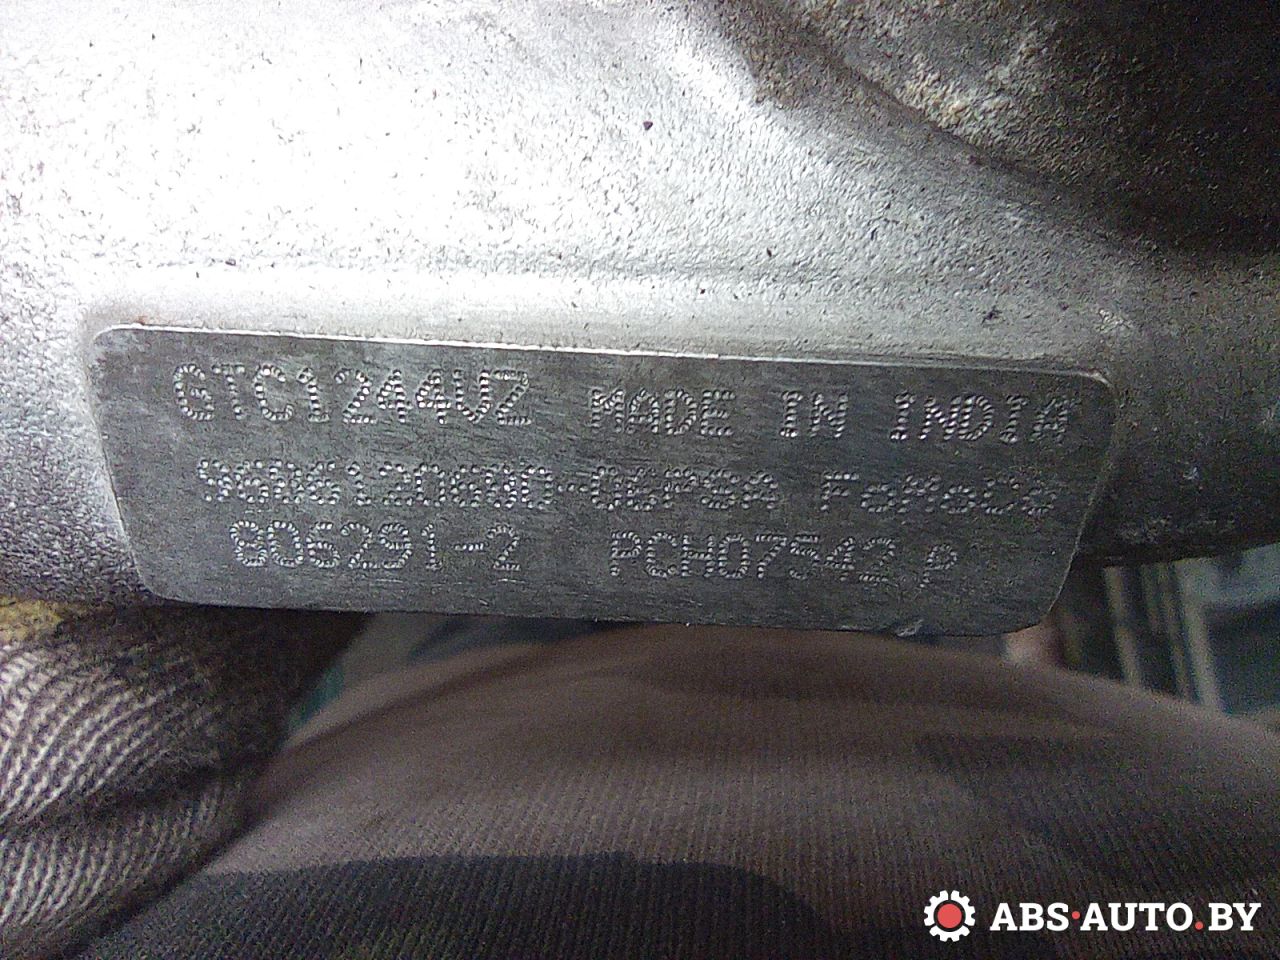 GTC1244VZ MADE IN INDIA
9686120680-06PSA FoMoCo
806291-2 PCH07542 P
ABS·AUTO.BY